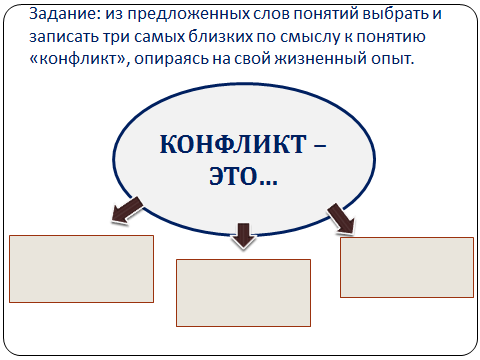 Задание: из предложенных слов понятий выбрать и
записать три самых близких по смыслу к понятию
«конфликт», опираясь на свой жизненный опыт.
КОНФЛИКТ –
ЭТО…